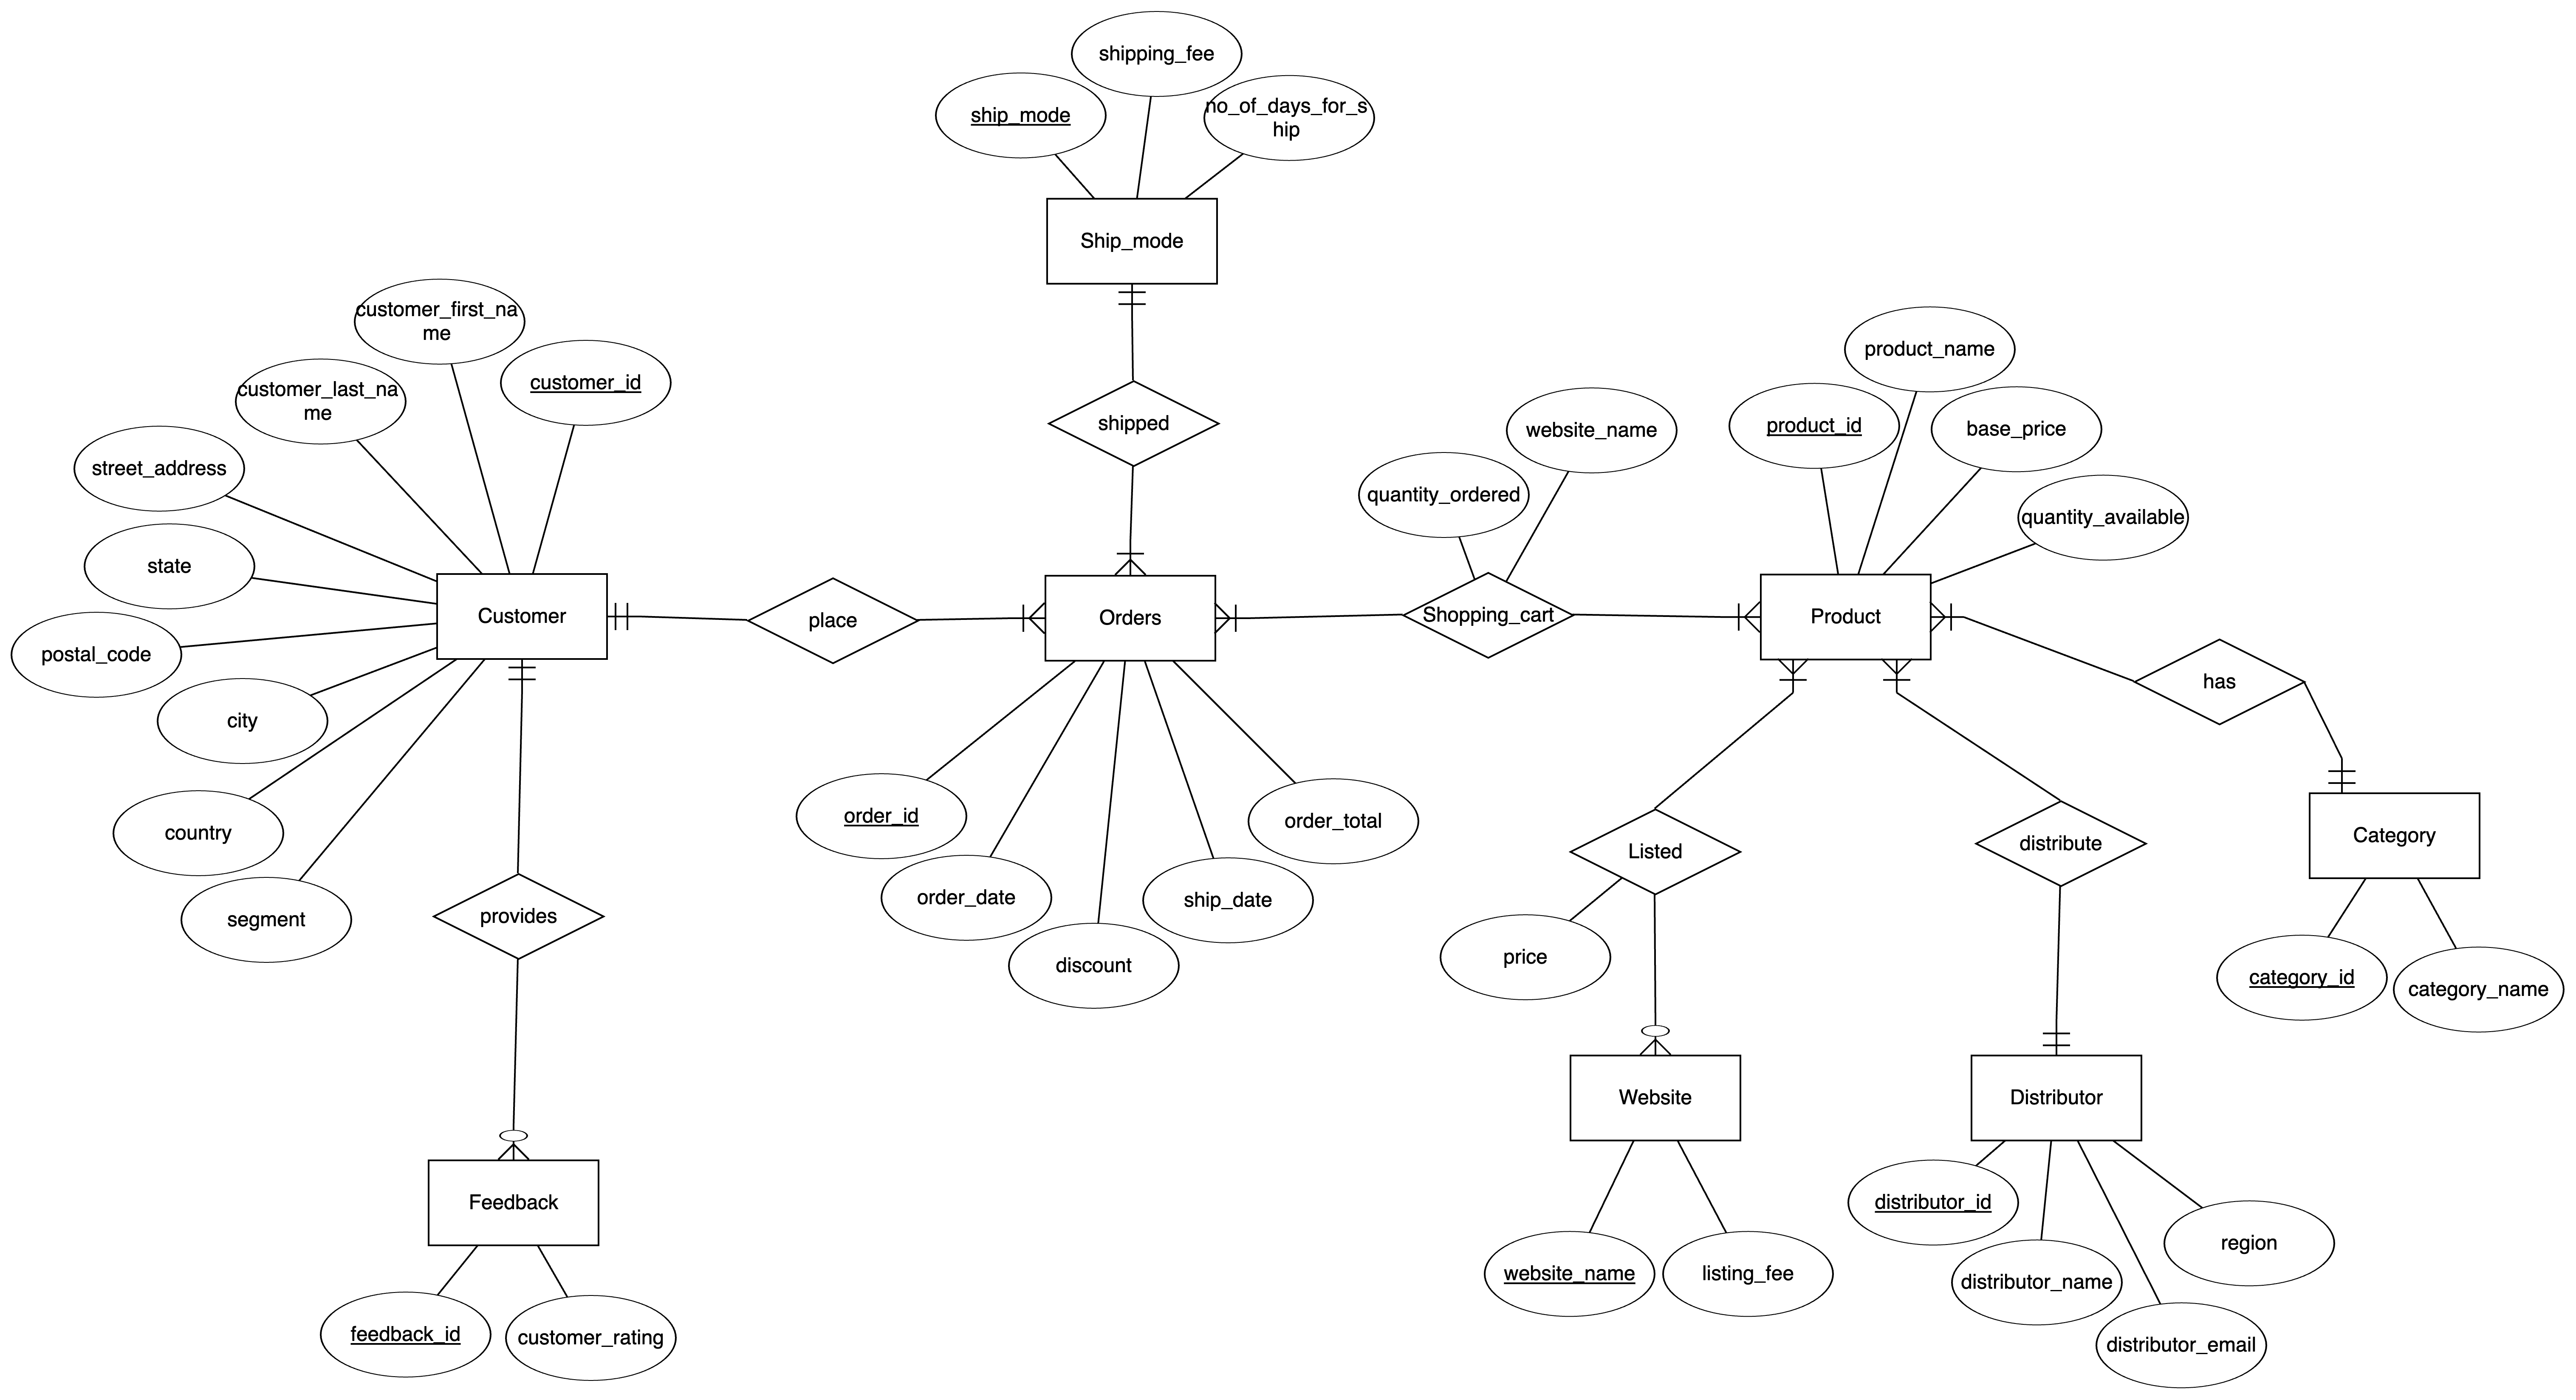 shipping_fee
ship_mode
no_of_days_for_s
hip
Ship_mode
customer_first_na
me
customer_last_na
me
customer_id
street_address
state
postal_code
city
country
segment
Customer
place
shipped
Orders
order_id
order_date
discount
ship_date
order_total
quantity_ordered
website_name
Shopping_cart
product_id
product_name
base_price
quantity_available
Product
has
Category
category_id
category_name
Listed
price
distribute
provides
Website
website_name
listing_fee
Distributor
distributor_id
distributor_name
distributor_email
region
Feedback
feedback_id
customer_rating